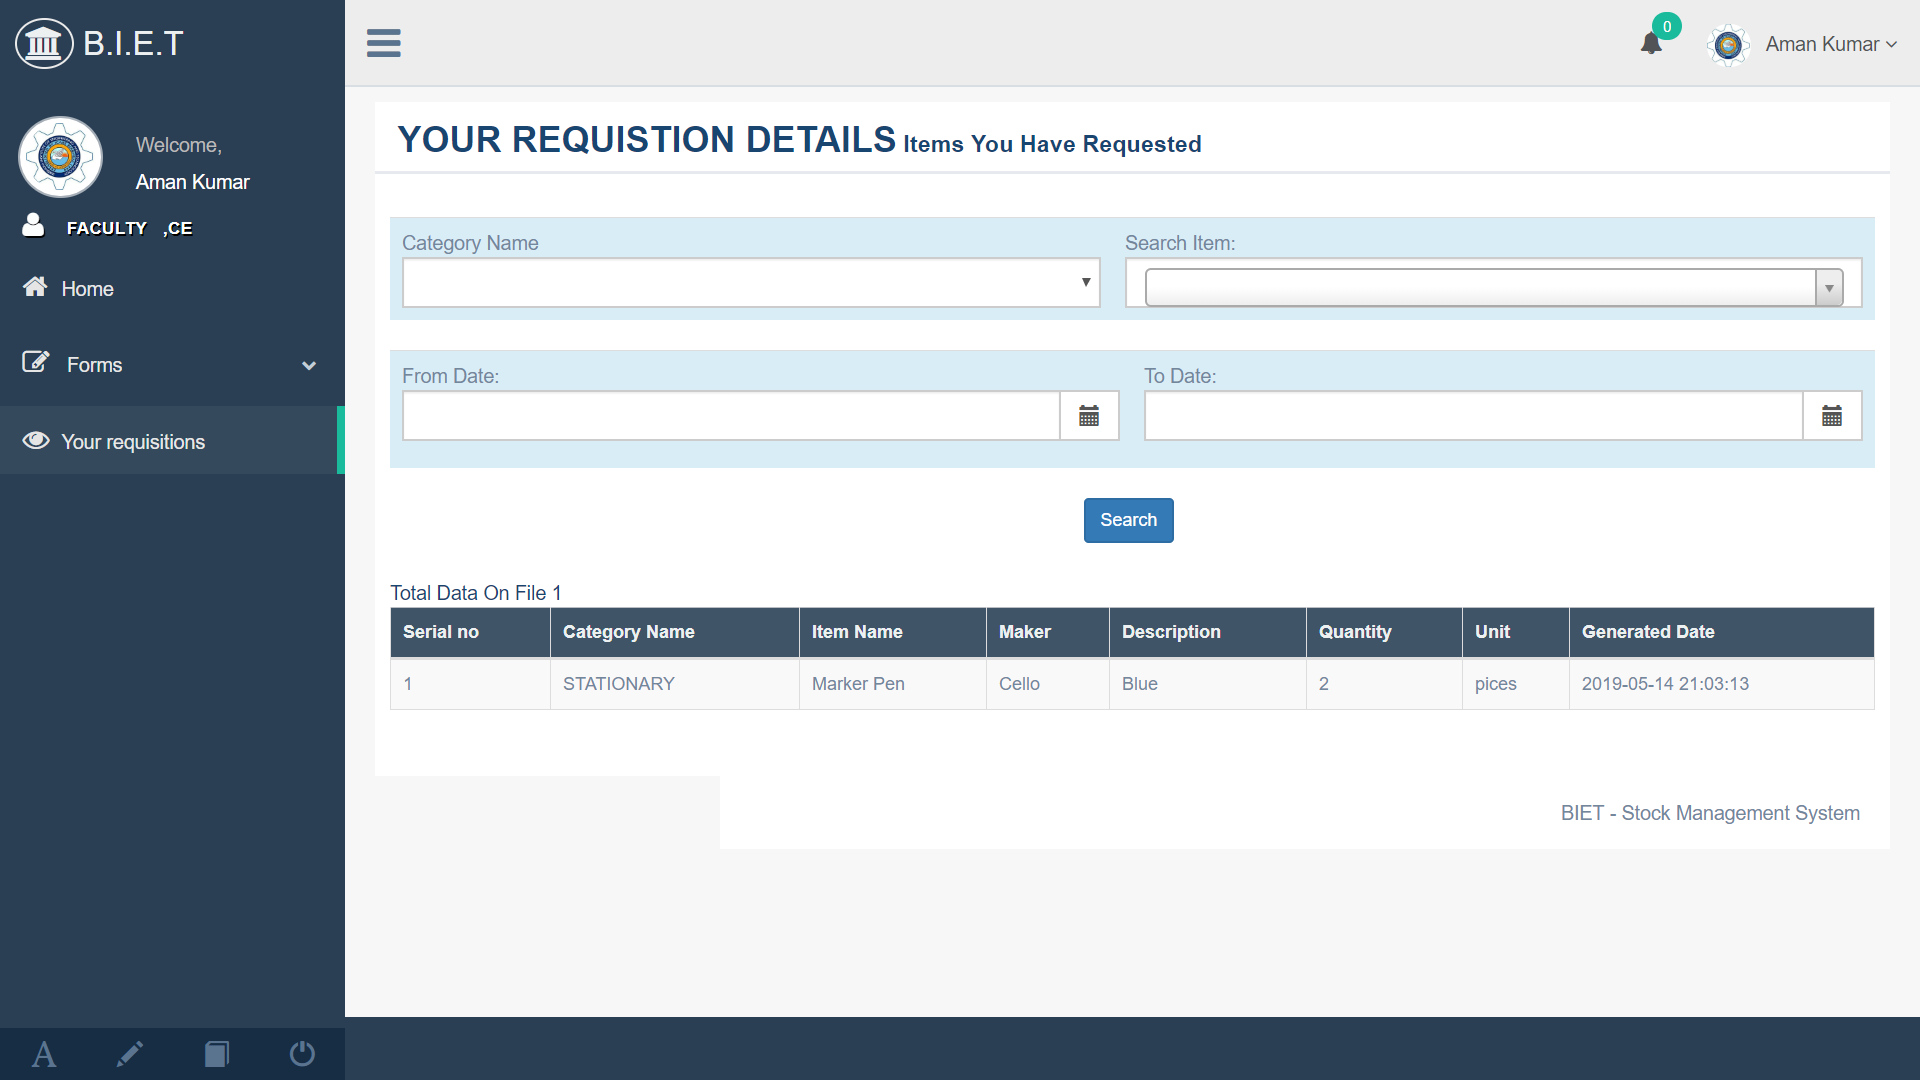 B.I.E.T
0
Aman Kumar
Welcome,
Aman Kumar
FACULTY ,CE
Home
Forms
Your requisitions
YOUR REQUISTION DETAILS Items You Have Requested
Category Name
Search Item:
From Date:
To Date:
Search
Total Data On File 1
Serial no Category Name Item Name Maker Description Quantity Unit Generated Date
1 STATIONARY Marker Pen Cello Blue 2 pices 2019-05-14 21:03:13
BIET - Stock Management System
A